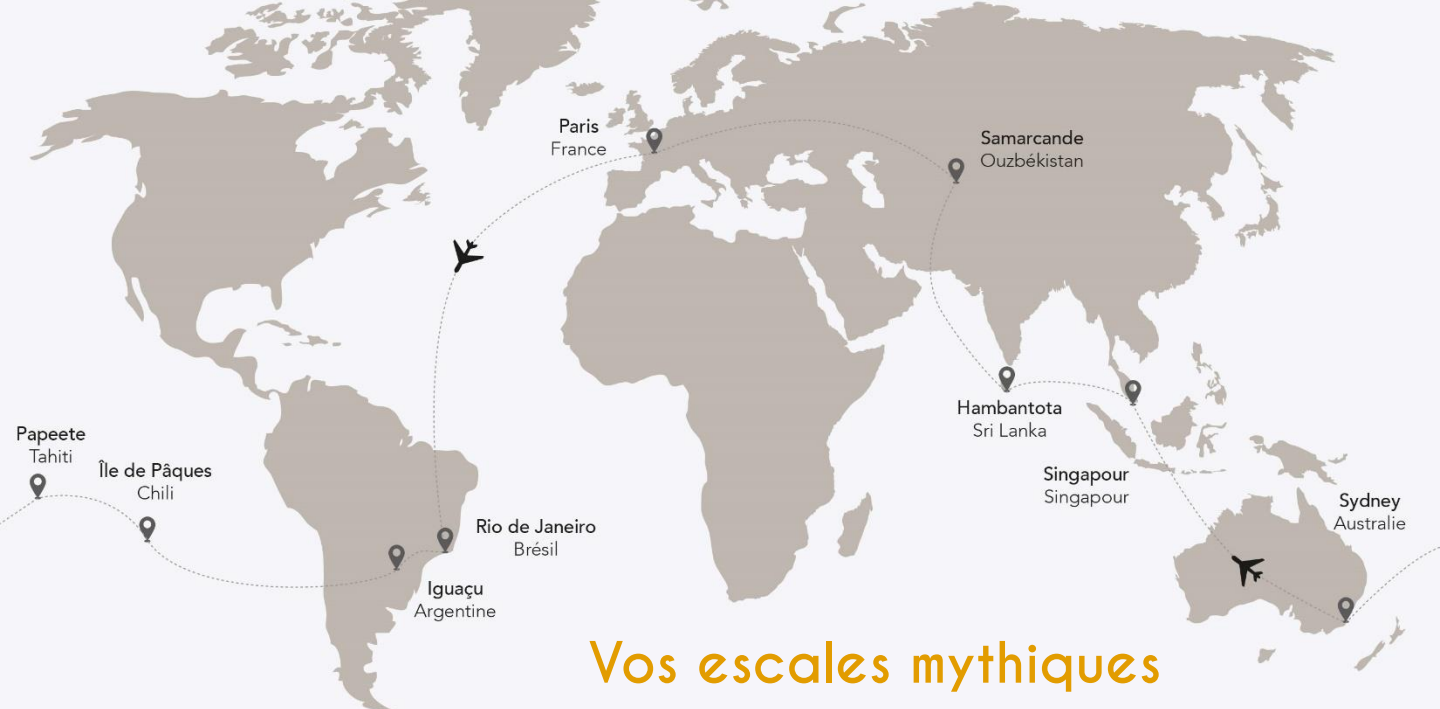 Paris
France
Samarcande
Ouzbékistan
Hambantota
Sri Lanka
Papeete
Tahiti
Île de Pâques
Chili
Singapour
Singapour
Sydney
Australie
Rio de Janeiro
Brésil
Iguaçu
Argentine
Vos escales mythiques